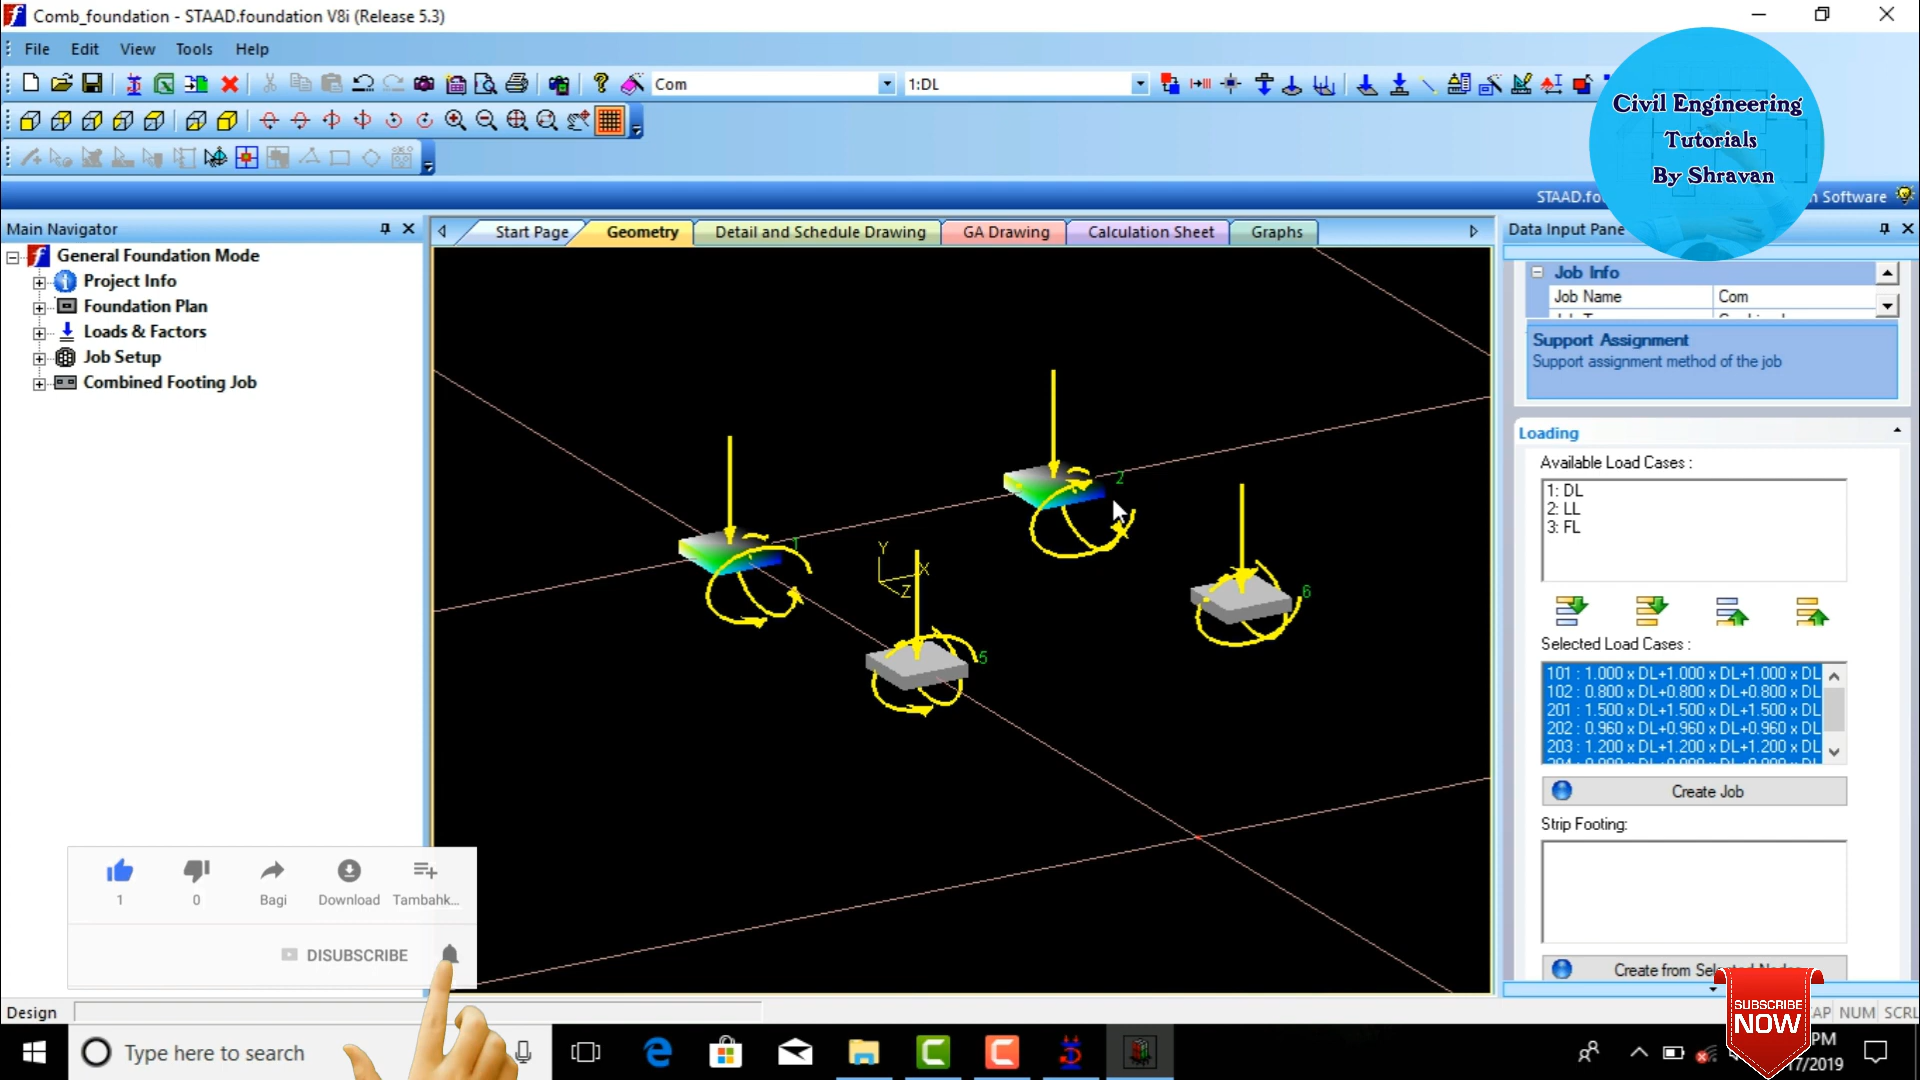 Comb_foundation - STAAD.foundation V8i (Release 5.3)
File Edit View Tools Help
Com 1:DL
Civil Engineering
Tutorials
By Shravan
Software
Main Navigator
Start Page Geometry Detail and Schedule Drawing GA Drawing Calculation Sheet Graphs
Data Input Pane
General Foundation Mode
Project Info
Foundation Plan
Loads & Factors
Job Setup
Combined Footing Job
1
2
5
6
Y
X
Z
Job Info
Job Name Com
Support Assignment
Support assignment method of the job
Loading
Available Load Cases :
1: DL
2: LL
3: FL
Selected Load Cases :
101 : 1.000 x DL+1.000 x DL+1.000 x DL
102 : 0.800 x DL+0.800 x DL+0.800 x DL
201 : 1.500 x DL+1.500 x DL+1.500 x DL
202 : 0.960 x DL+0.960 x DL+0.960 x DL
203 : 1.200 x DL+1.200 x DL+1.200 x DL
Create Job
Strip Footing:
Create from
1 0 Bagi Download Tambahk...
DISUBSCRIBE
SUBSCRIBE
NOW
Design
NUM SCRL
Type here to search
PM
17/2019